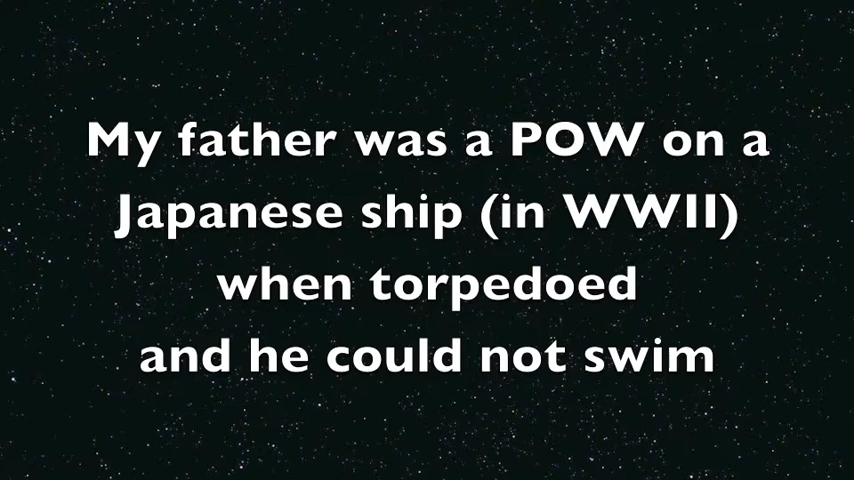 My father was a POW on a
Japanese ship (in WWII)
when torpedoed
and he could not swim